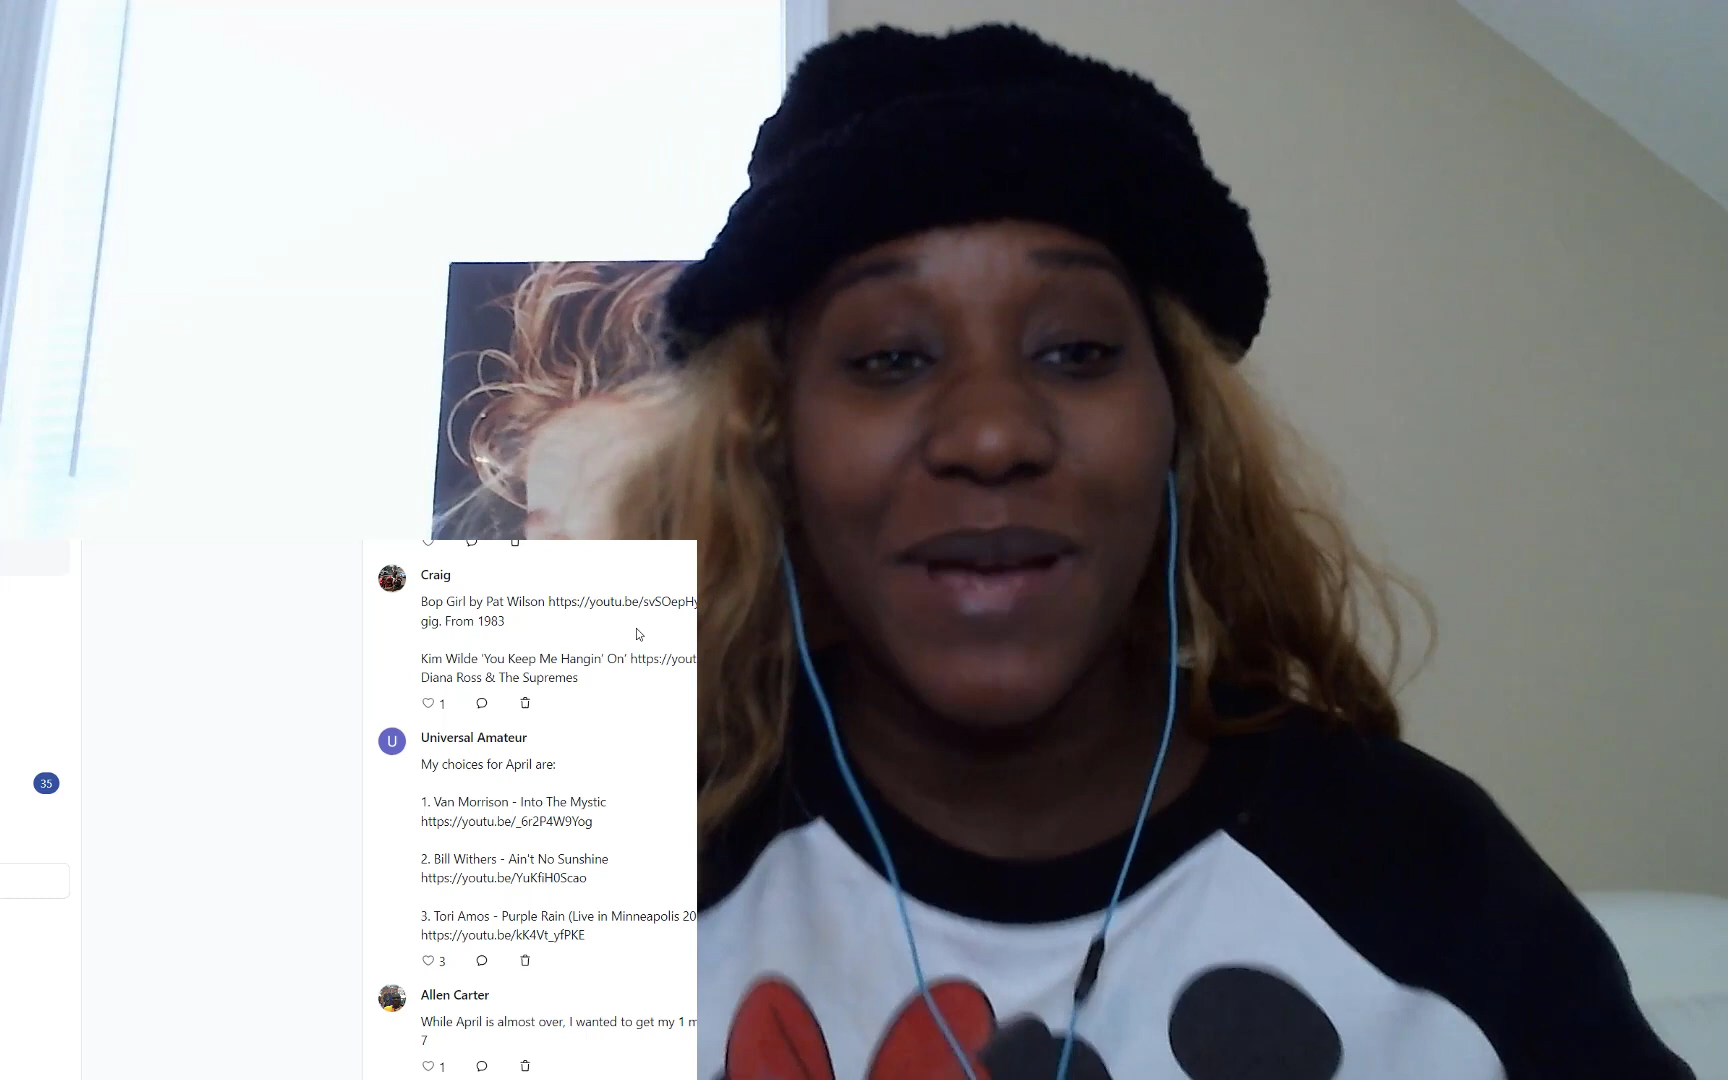 Craig
Bop Girl by Pat Wilson https://youtu.be/svSOepHy
gig. From 1983
Kim Wilde 'You Keep Me Hangin' On' https://yout
Diana Ross & The Supremes
1
U
Universal Amateur
My choices for April are:
1. Van Morrison - Into The Mystic
https://youtu.be/_6r2P4W9Yog
2. Bill Withers - Ain't No Sunshine
https://youtu.be/YuKfiH0Scao
35
3. Tori Amos - Purple Rain (Live in Minneapolis 20
https://youtu.be/kK4Vt_yfPKE
3
Allen Carter
While April is almost over, I wanted to get my 1 m
7
1